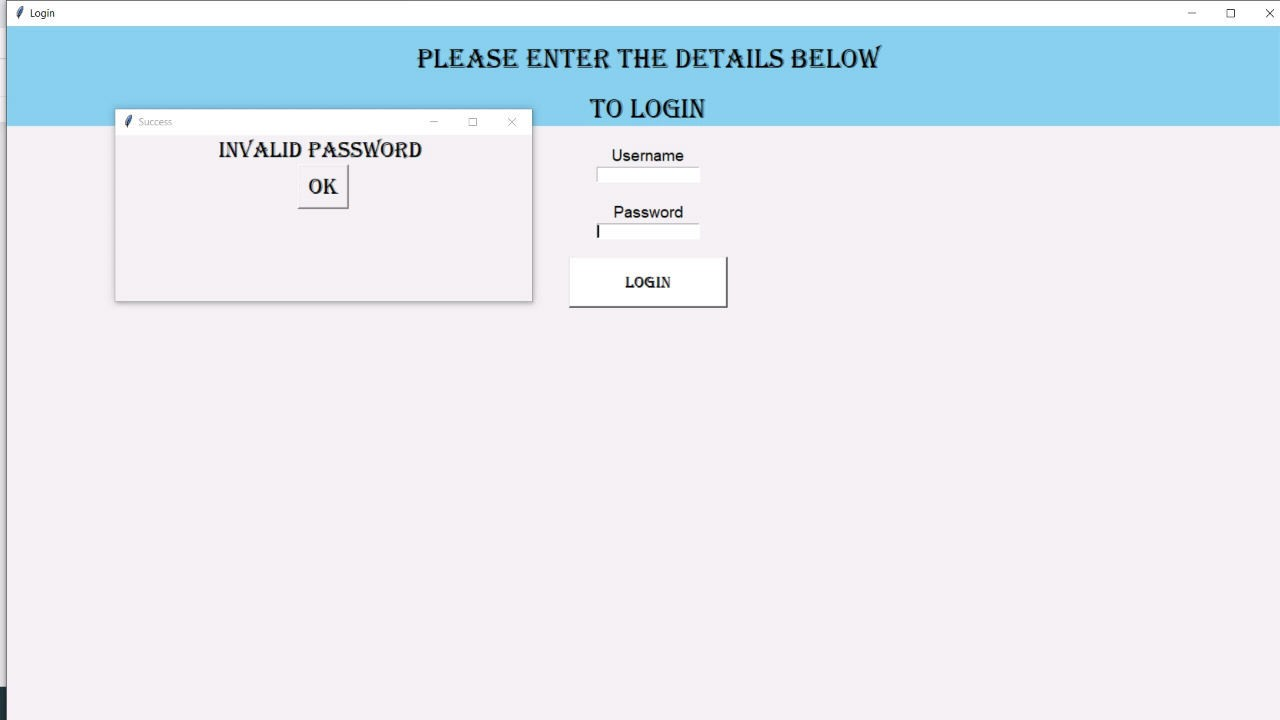 Login
PLEASE ENTER THE DETAILS BELOW
TO LOGIN
Success
INVALID PASSWORD
OK
Username
Password
LOGIN